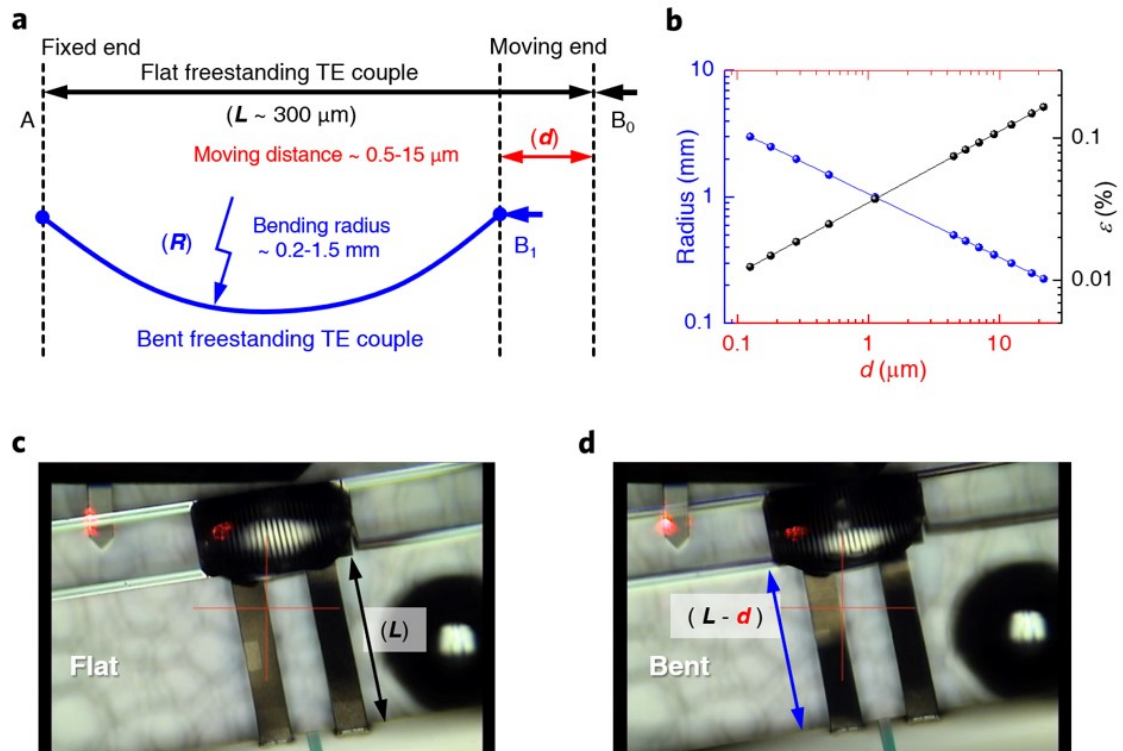 a
Fixed end
Moving end
Flat freestanding TE couple
A
(L ~ 300 μm)
B0
(d)
Moving distance ~ 0.5-15 μm
(R)
Bending radius
~ 0.2-1.5 mm
B1
Bent freestanding TE couple
b
10
1
0.1
Radius (mm)
0.1
0.01
ε (%)
0.1
1
10
d (μm)
c
(L)
Flat
d
(L - d)
Bent